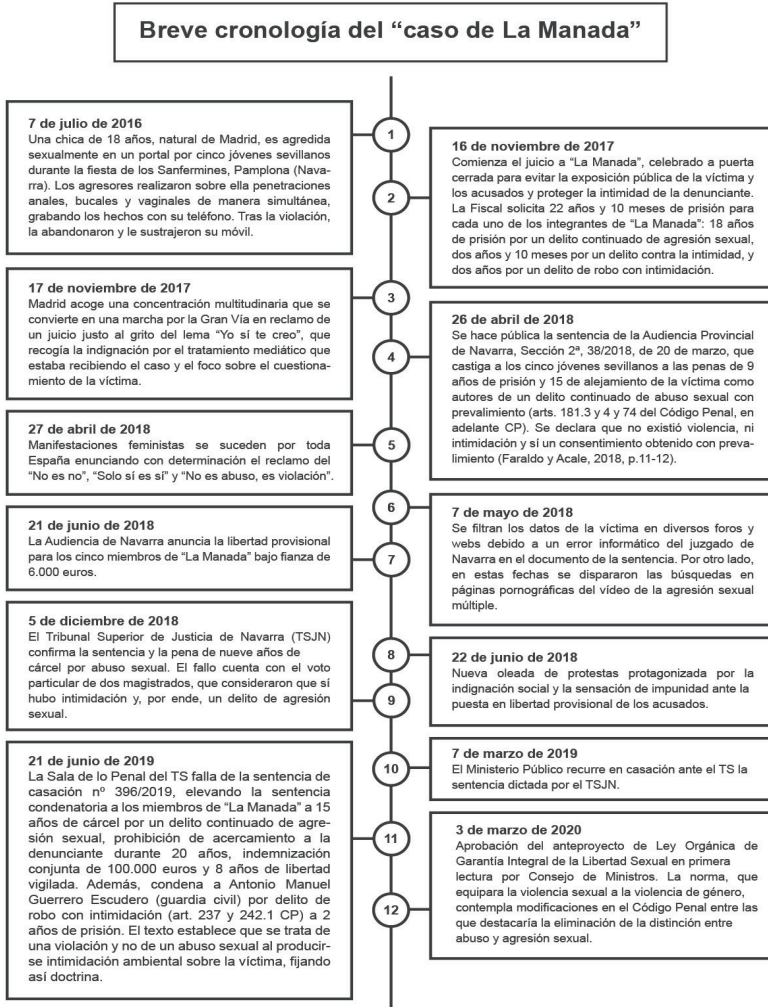 Breve cronología del “caso de La Manada”
1
7 de julio de 2016
Una chica de 18 años, natural de Madrid, es agredida
sexualmente en un portal por cinco jóvenes sevillanos
durante la fiesta de los Sanfermines, Pamplona (Nava-
rra). Los agresores realizaron sobre ella penetraciones
anales, bucales y vaginales de manera simultánea,
grabando los hechos con su teléfono. Tras la violación,
la abandonaron y le sustrajeron su móvil.
2
16 de noviembre de 2017
Comienza el juicio a “La Manada”, celebrado a puerta
cerrada para evitar la exposición pública de la víctima y
los acusados y proteger la intimidad de la denunciante.
La Fiscal solicita 22 años y 10 meses de prisión para
cada uno de los integrantes de “La Manada”: 18 años
de prisión por un delito continuado de agresión sexual,
dos años y 10 meses por un delito contra la intimidad, y
dos años por un delito de robo con intimidación.
3
17 de noviembre de 2017
Madrid acoge una concentración multitudinaria que se
convierte en una marcha por la Gran Vía en reclamo de
un juicio justo al grito del lema “Yo sí te creo”, que
recogía la indignación por el tratamiento mediático que
estaba recibiendo el caso y el foco sobre el cuestiona-
miento de la víctima.
4
26 de abril de 2018
Se hace pública la sentencia de la Audiencia Provincial
de Navarra, Sección 2ª, 38/2018, de 20 de marzo, que
castiga a los cinco jóvenes sevillanos a las penas de 9
años de prisión y 15 de alejamiento de la víctima como
autores de un delito continuado de abuso sexual con
prevalimiento (arts. 181.3 y 4 y 74 del Código Penal, en
adelante CP). Se declara que no existió violencia, ni
intimidación y sí un consentimiento obtenido con preva-
limiento (Faraldo y Acale, 2018, p.11-12).
5
27 de abril de 2018
Manifestaciones feministas se suceden por toda
España enunciando con determinación el reclamo del
“No es no”, “Solo sí es sí” y “No es abuso, es violación”.
6
7 de mayo de 2018
Se filtran los datos de la víctima en diversos foros y
webs debido a un error informático del juzgado de
Navarra en el documento de la sentencia. Por otro lado,
en estas fechas se dispararon las búsquedas en
páginas pornográficas del vídeo de la agresión sexual
múltiple.
7
21 de junio de 2018
La Audiencia de Navarra anuncia la libertad provisional
para los cinco miembros de “La Manada” bajo fianza de
6.000 euros.
8
22 de junio de 2018
Nueva oleada de protestas protagonizada por la
indignación social y la sensación de impunidad ante la
puesta en libertad provisional de los acusados.
9
5 de diciembre de 2018
El Tribunal Superior de Justicia de Navarra (TSJN)
confirma la sentencia y la pena de nueve años de
cárcel por abuso sexual. El fallo cuenta con el voto
particular de dos magistrados, que consideraron que sí
hubo intimidación y, por ende, un delito de agresión
sexual.
10
7 de marzo de 2019
El Ministerio Público recurre en casación ante el TS la
sentencia dictada por el TSJN.
11
21 de junio de 2019
La Sala de lo Penal del TS falla de la sentencia de
casación nº 396/2019, elevando la sentencia
condenatoria a los miembros de “La Manada” a 15
años de cárcel por un delito continuado de agre-
sión sexual, prohibición de acercamiento a la
denunciante durante 20 años, indemnización
conjunta de 100.000 euros y 8 años de libertad
vigilada. Además, condena a Antonio Manuel
Guerrero Escudero (guardia civil) por delito de
robo con intimidación (art. 237 y 242.1 CP) a 2
años de prisión. El texto establece que se trata de
una violación y no de un abuso sexual al producir-
se intimidación ambiental sobre la víctima, fijando
así doctrina.
12
3 de marzo de 2020
Aprobación del anteproyecto de Ley Orgánica de
Garantía Integral de la Libertad Sexual en primera
lectura por Consejo de Ministros. La norma, que
equipara la violencia sexual a la violencia de género,
contempla modificaciones en el Código Penal entre las
que destacaría la eliminación de la distinción entre
abuso y agresión sexual.